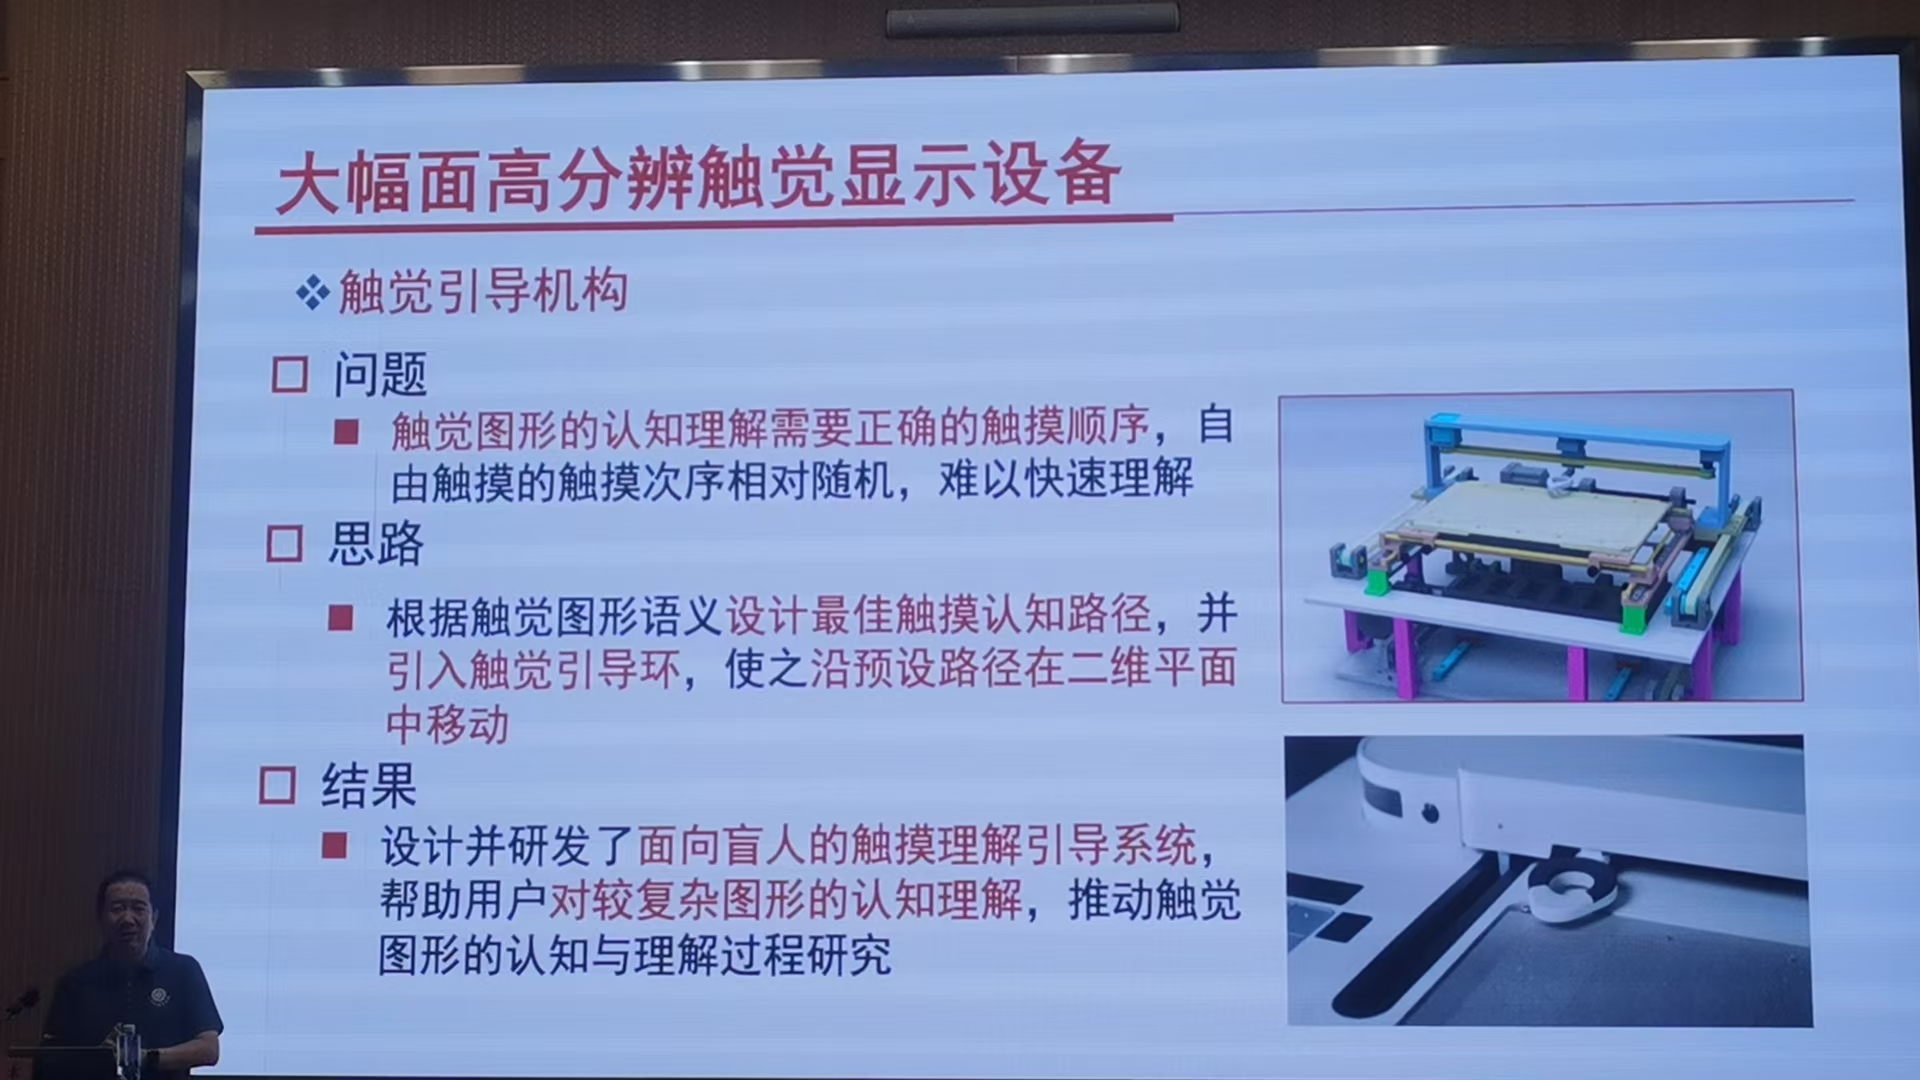 大幅面高分辨触觉显示设备
触觉引导机构
问题
触觉图形的认知理解需要正确的触摸顺序，自
由触摸的触摸次序相对随机，难以快速理解
思路
根据触觉图形语义设计最佳触摸认知路径，并
引入触觉引导环，使之沿预设路径在二维平面
中移动
结果
设计并研发了面向盲人的触摸理解引导系统，
帮助用户对较复杂图形的认知理解，推动触觉
图形的认知与理解过程研究